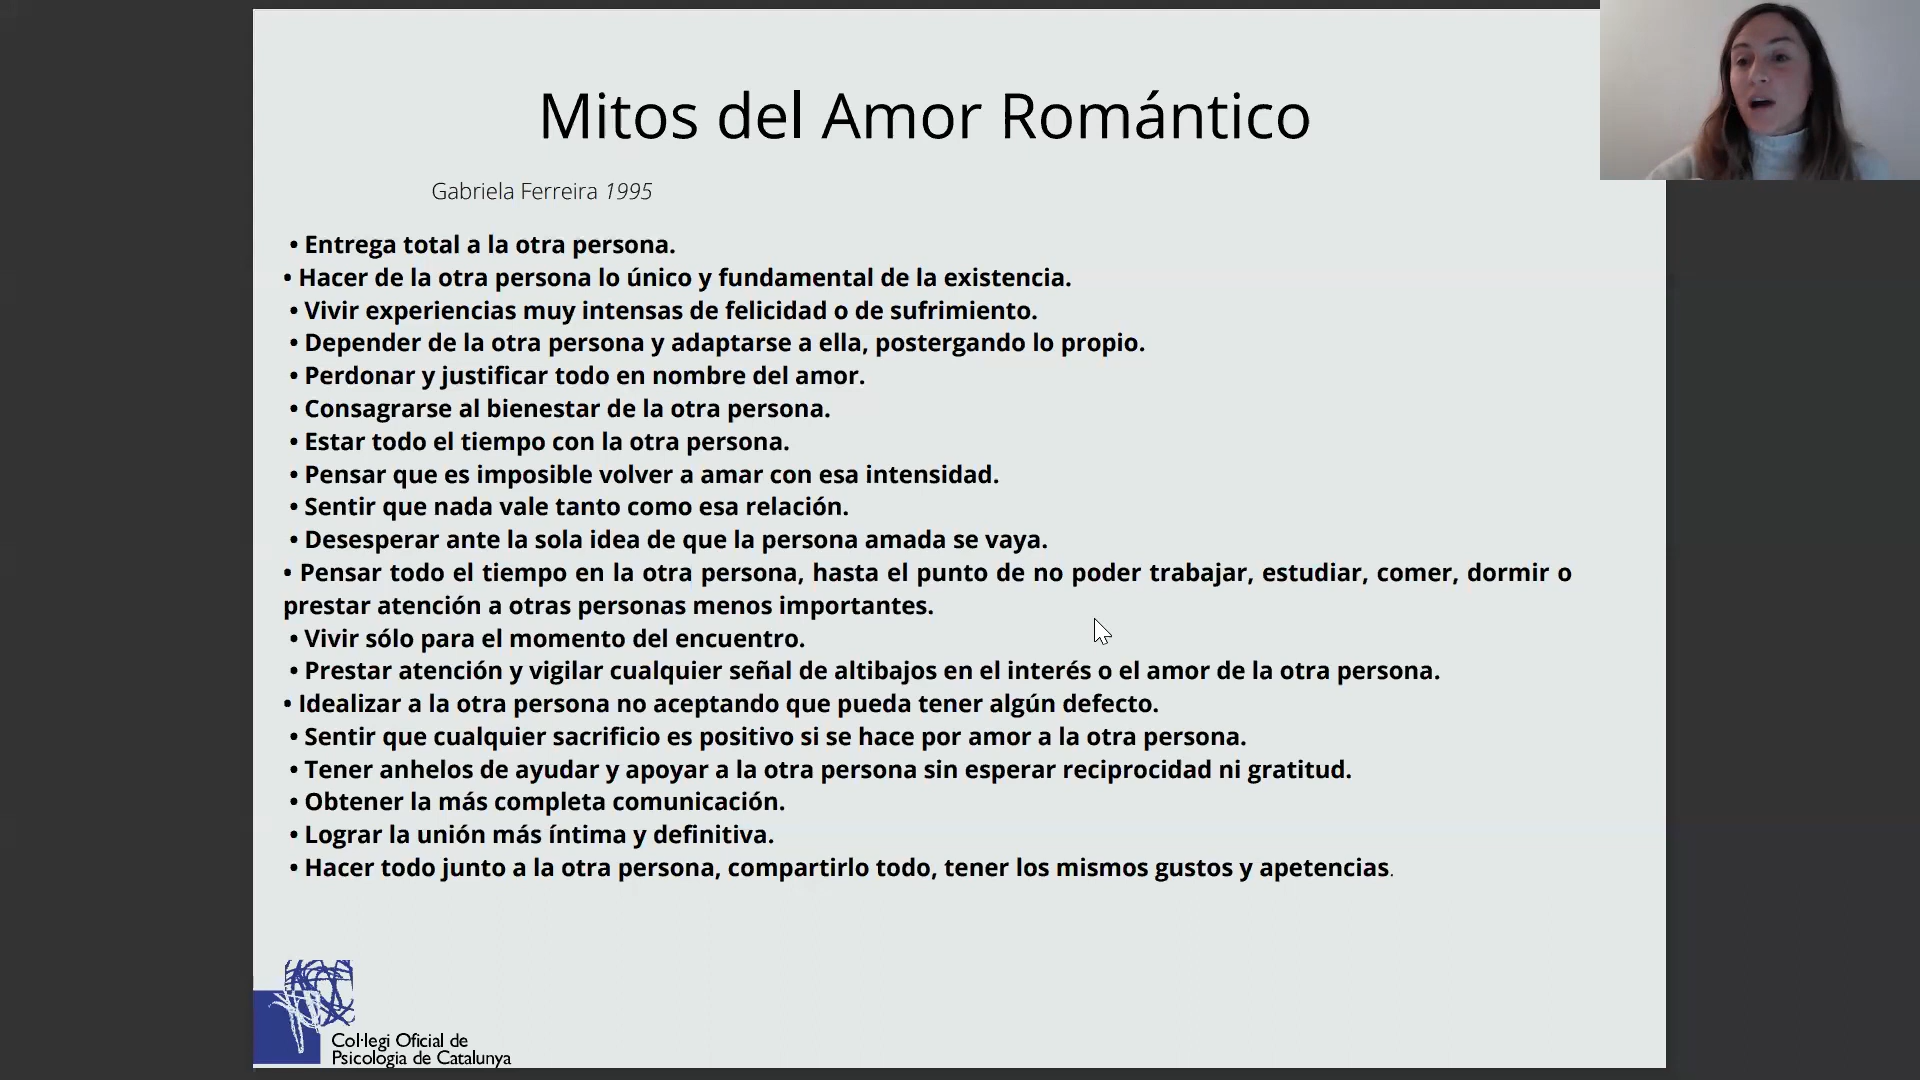 Mitos del Amor Romántico
Gabriela Ferreira 1995
• Entrega total a la otra persona.
• Hacer de la otra persona lo único y fundamental de la existencia.
• Vivir experiencias muy intensas de felicidad o de sufrimiento.
• Depender de la otra persona y adaptarse a ella, postergando lo propio.
• Perdonar y justificar todo en nombre del amor.
• Consagrarse al bienestar de la otra persona.
• Estar todo el tiempo con la otra persona.
• Pensar que es imposible volver a amar con esa intensidad.
• Sentir que nada vale tanto como esa relación.
• Desesperar ante la sola idea de que la persona amada se vaya.
• Pensar todo el tiempo en la otra persona, hasta el punto de no poder trabajar, estudiar, comer, dormir o
prestar atención a otras personas menos importantes.
• Vivir sólo para el momento del encuentro.
• Prestar atención y vigilar cualquier señal de altibajos en el interés o el amor de la otra persona.
• Idealizar a la otra persona no aceptando que pueda tener algún defecto.
• Sentir que cualquier sacrificio es positivo si se hace por amor a la otra persona.
• Tener anhelos de ayudar y apoyar a la otra persona sin esperar reciprocidad ni gratitud.
• Obtener la más completa comunicación.
• Lograr la unión más íntima y definitiva.
• Hacer todo junto a la otra persona, compartirlo todo, tener los mismos gustos y apetencias.
Col·legi Oficial de
Psicologia de Catalunya